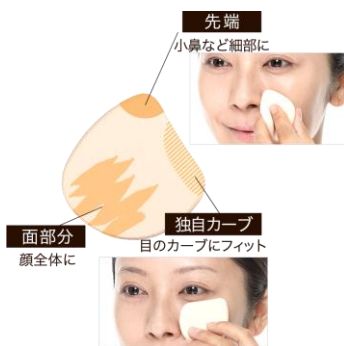 先端
小鼻など細部に
独自カーブ
目のカーブにフィット
面部分
顔全体に